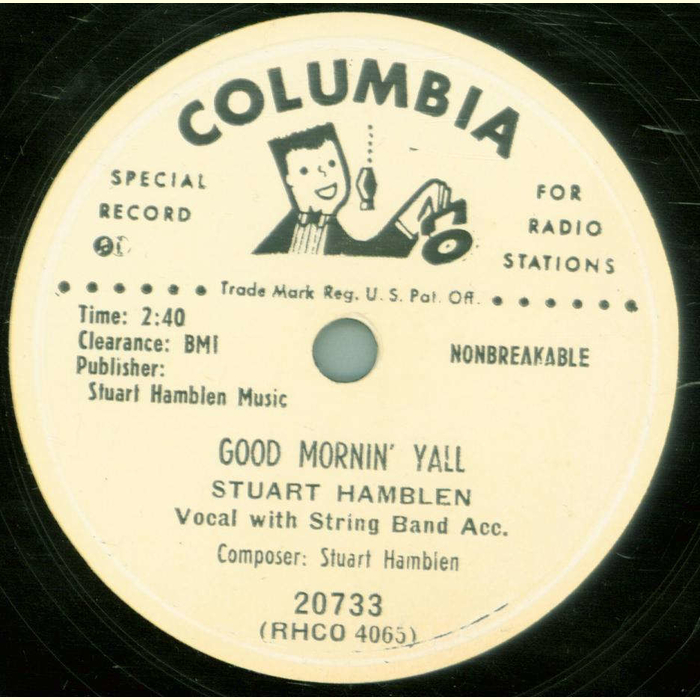 COLUMBIA
SPECIAL
RECORD
FOR
RADIO
STATIONS
Trade Mark Reg. U. S. Pat. Off.
Time: 2:40
Clearance: BMI
Publisher:
Stuart Hamblen Music
NONBREAKABLE
GOOD MORNIN' YALL
STUART HAMBLEN
Vocal with String Band Acc.
Composer: Stuart Hamblen
20733
(RHCO 4065)